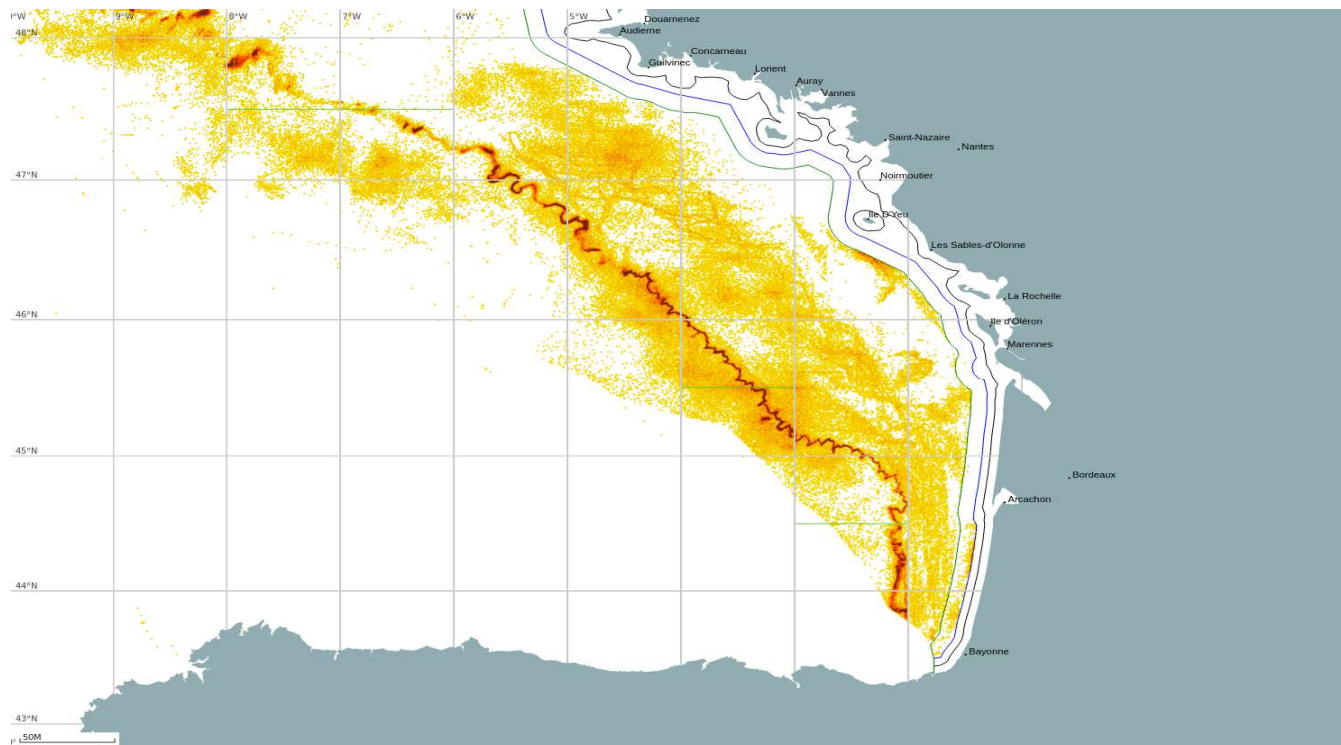 9°W 8°W 7°W 6°W 5°W
Douarnenez
Audierne
48°N
Concarneau
Guilvinec
Lorient
Auray
Vannes
Saint-Nazaire
Nantes
47°N
Noirmoutier
Ile D'Yeu
Les Sables-d'Olonne
46°N
La Rochelle
Ile d'Oléron
Marennes
45°N
Bordeaux
Arcachon
44°N
Bayonne
43°N
50M